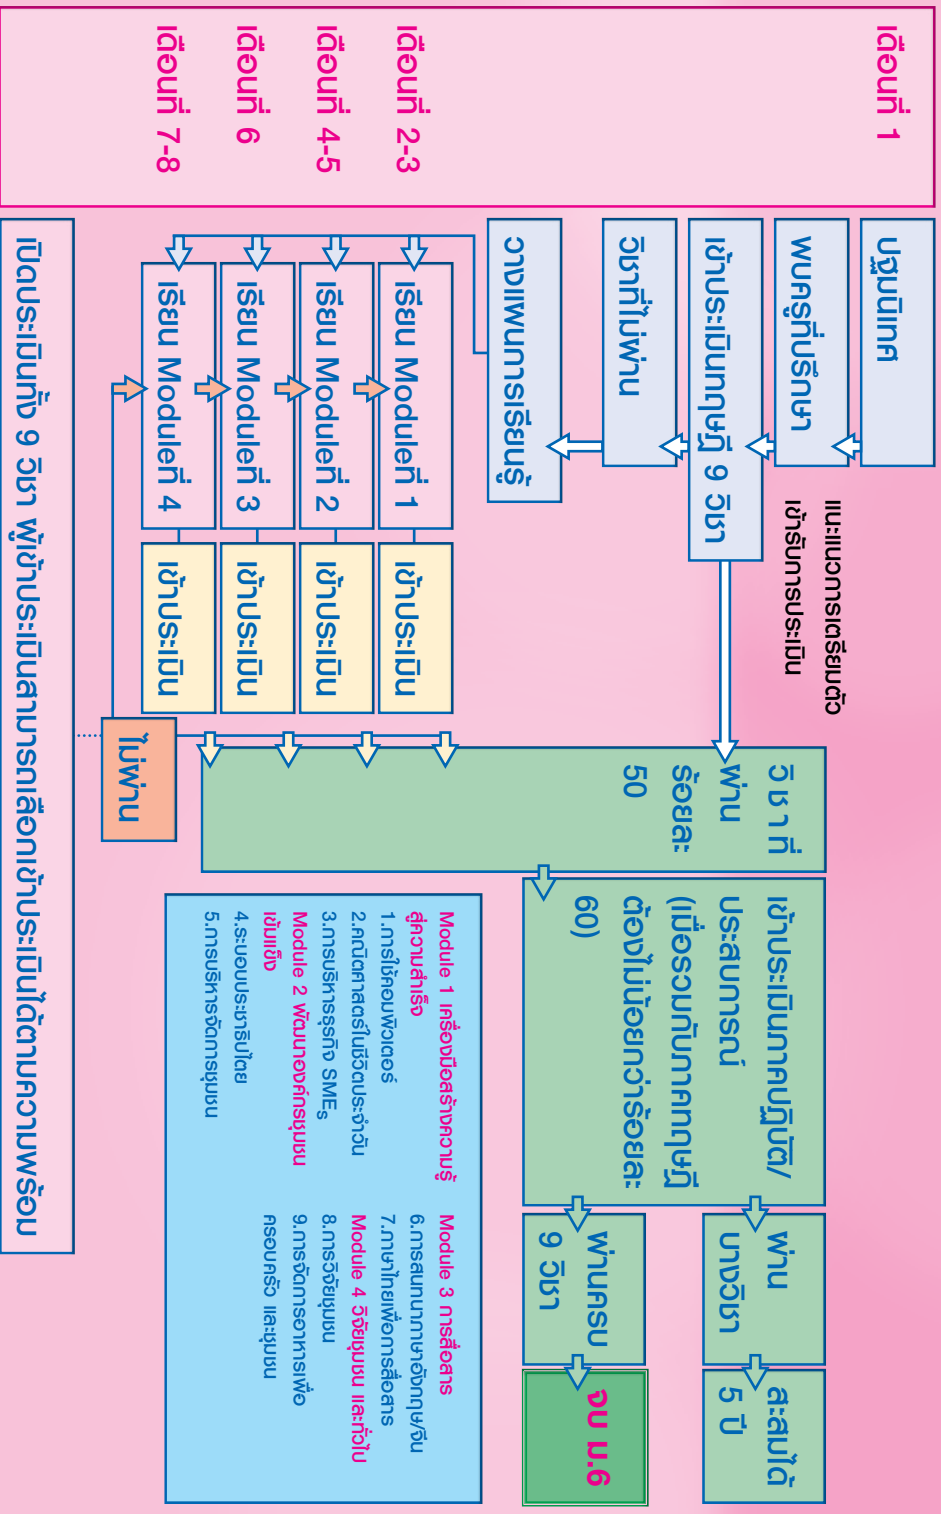 เดือนที่ 1
เดือนที่ 2-3
เดือนที่ 4-5
เดือนที่ 6
เดือนที่ 7-8
ปฐมนิเทศ
พบครูที่ปรึกษา
แนะแนวการเตรียมตัว
เข้ารับการประเมิน
เข้าประเมินทฤษฎี 9 วิชา
วิชาที่ไม่ผ่าน
วางแผนการเรียนรู้
เรียน Moduleที่ 1
เข้าประเมิน
เรียน Moduleที่ 2
เข้าประเมิน
เรียน Moduleที่ 3
เข้าประเมิน
เรียน Moduleที่ 4
เข้าประเมิน
ไม่ผ่าน
วิชาที่
ผ่าน
ร้อยละ
50
เข้าประเมินภาคปฏิบัติ/
ประสบการณ์
(เมื่อรวมกับภาคทฤษฎี
ต้องไม่น้อยกว่าร้อยละ
60)
ผ่าน
บางวิชา
สะสมได้
5 ปี
ผ่านครบ
9 วิชา
จบ ม.6
Module 1 เครื่องมือสร้างความรู้
สู่ความสำเร็จ
1.การใช้คอมพิวเตอร์
2.คณิตศาสตร์ในชีวิตประจำวัน
3.การบริหารธุรกิจ SMEs
Module 2 พัฒนาองค์กรชุมชน
เข้มแข็ง
4.ระบอบประชาธิปไตย
5.การบริหารจัดการชุมชน
Module 3 การสื่อสาร
6.การสนทนาภาษาอังกฤษ/จีน
7.ภาษาไทยเพื่อการสื่อสาร
Module 4 วิจัยชุมชน และทั่วไป
8.การวิจัยชุมชน
9.การจัดการอาหารเพื่อ
ครอบครัว และชุมชน
เปิดประเมินทั้ง 9 วิชา ผู้เข้าประเมินสามารถเลือกเข้าประเมินได้ตามความพร้อม